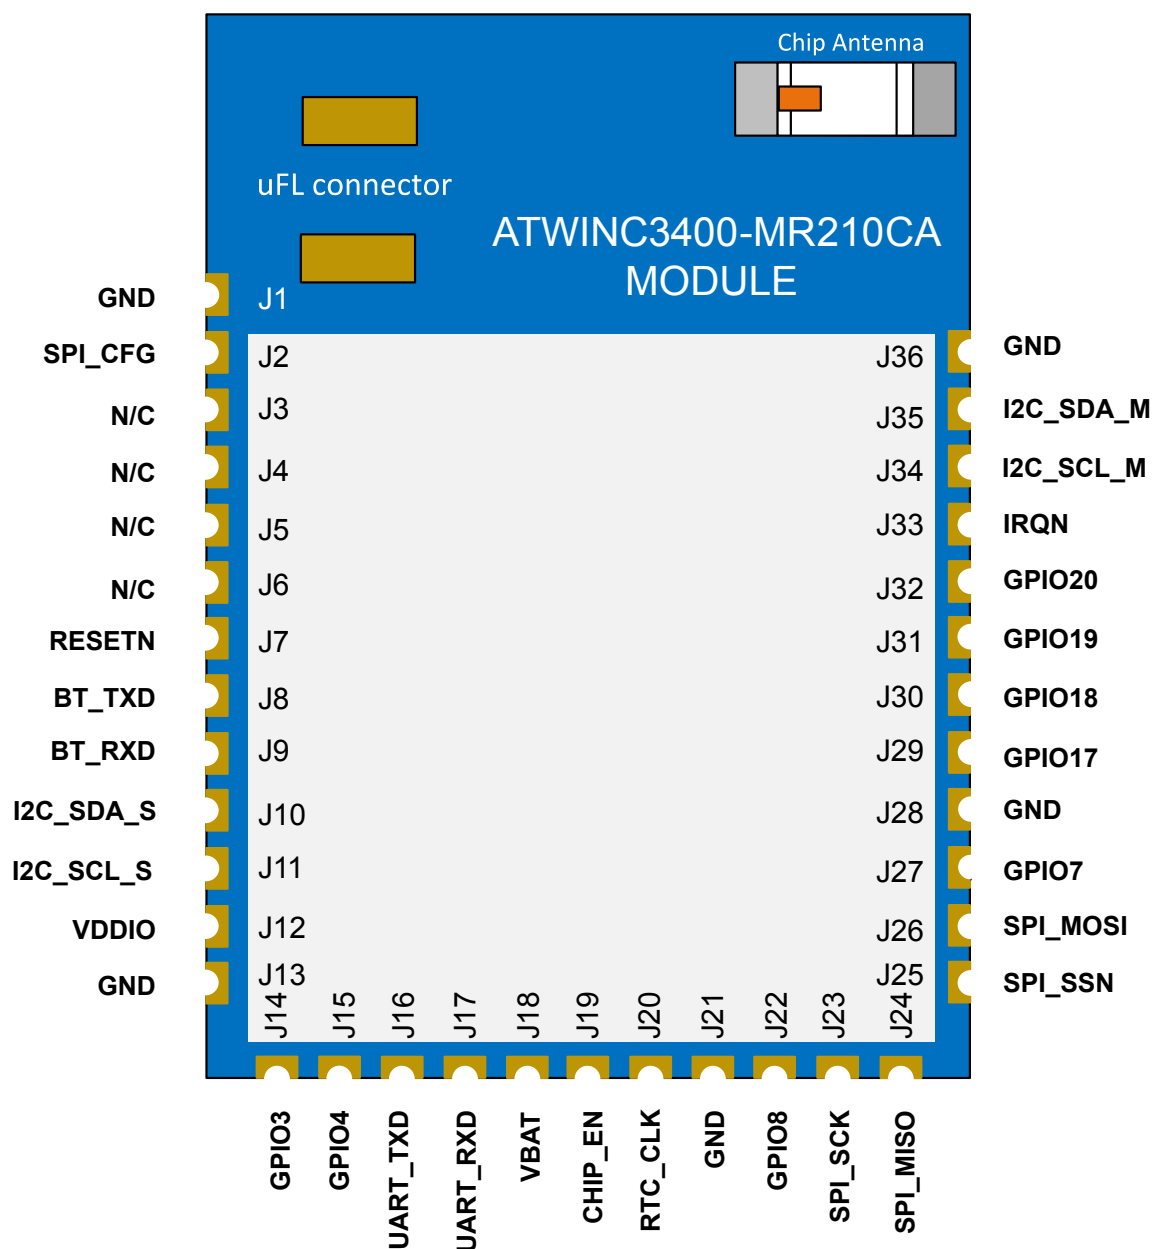 Chip Antenna
uFL connector
ATWINC3400-MR210CA
MODULE
GND
J1
SPI_CFG
J2
J36
GND
N/C
J3
J35
I2C_SDA_M
N/C
J4
J34
I2C_SCL_M
N/C
J5
J33
IRQN
N/C
J6
J32
GPIO20
RESETN
J7
J31
GPIO19
BT_TXD
J8
J30
GPIO18
BT_RXD
J9
J29
GPIO17
I2C_SDA_S
J10
J28
GND
I2C_SCL_S
J11
J27
GPIO7
VDDIO
J12
J26
SPI_MOSI
GND
J13
J25
SPI_SSN
J14
J15
J16
J17
J18
J19
J20
J21
J22
J23
J24
GPIO3
GPIO4
UART_TXD
UART_RXD
VBAT
CHIP_EN
RTC_CLK
GND
GPIO8
SPI_SCK
SPI_MISO